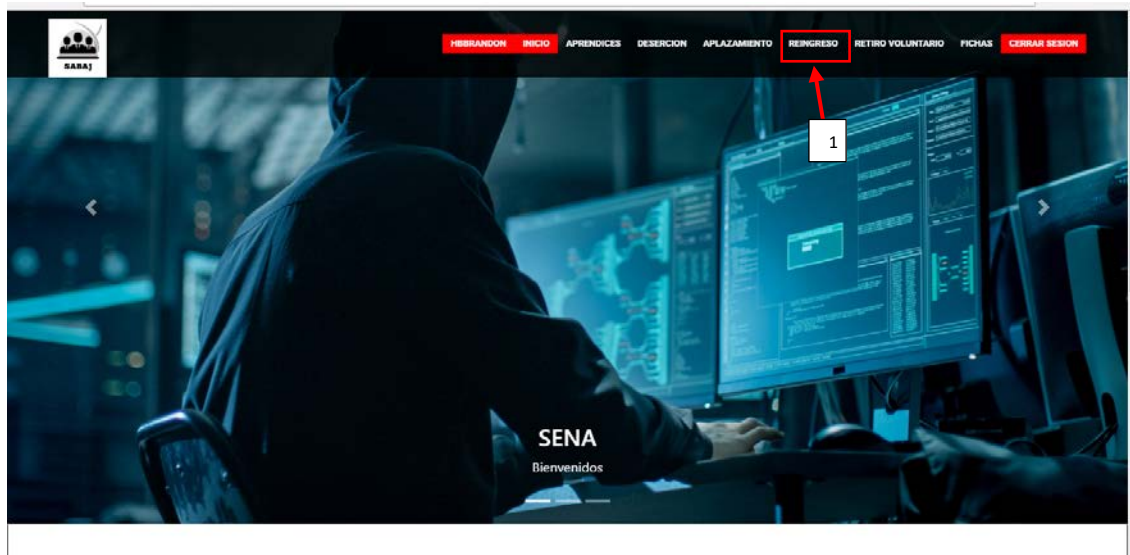 SABAJ
HBBRANDON INICIO APRENDICES DESERCION APLAZAMIENTO REINGRESO RETIRO VOLUNTARIO FICHAS CERRAR SESION
1
SENA
Bienvenidos